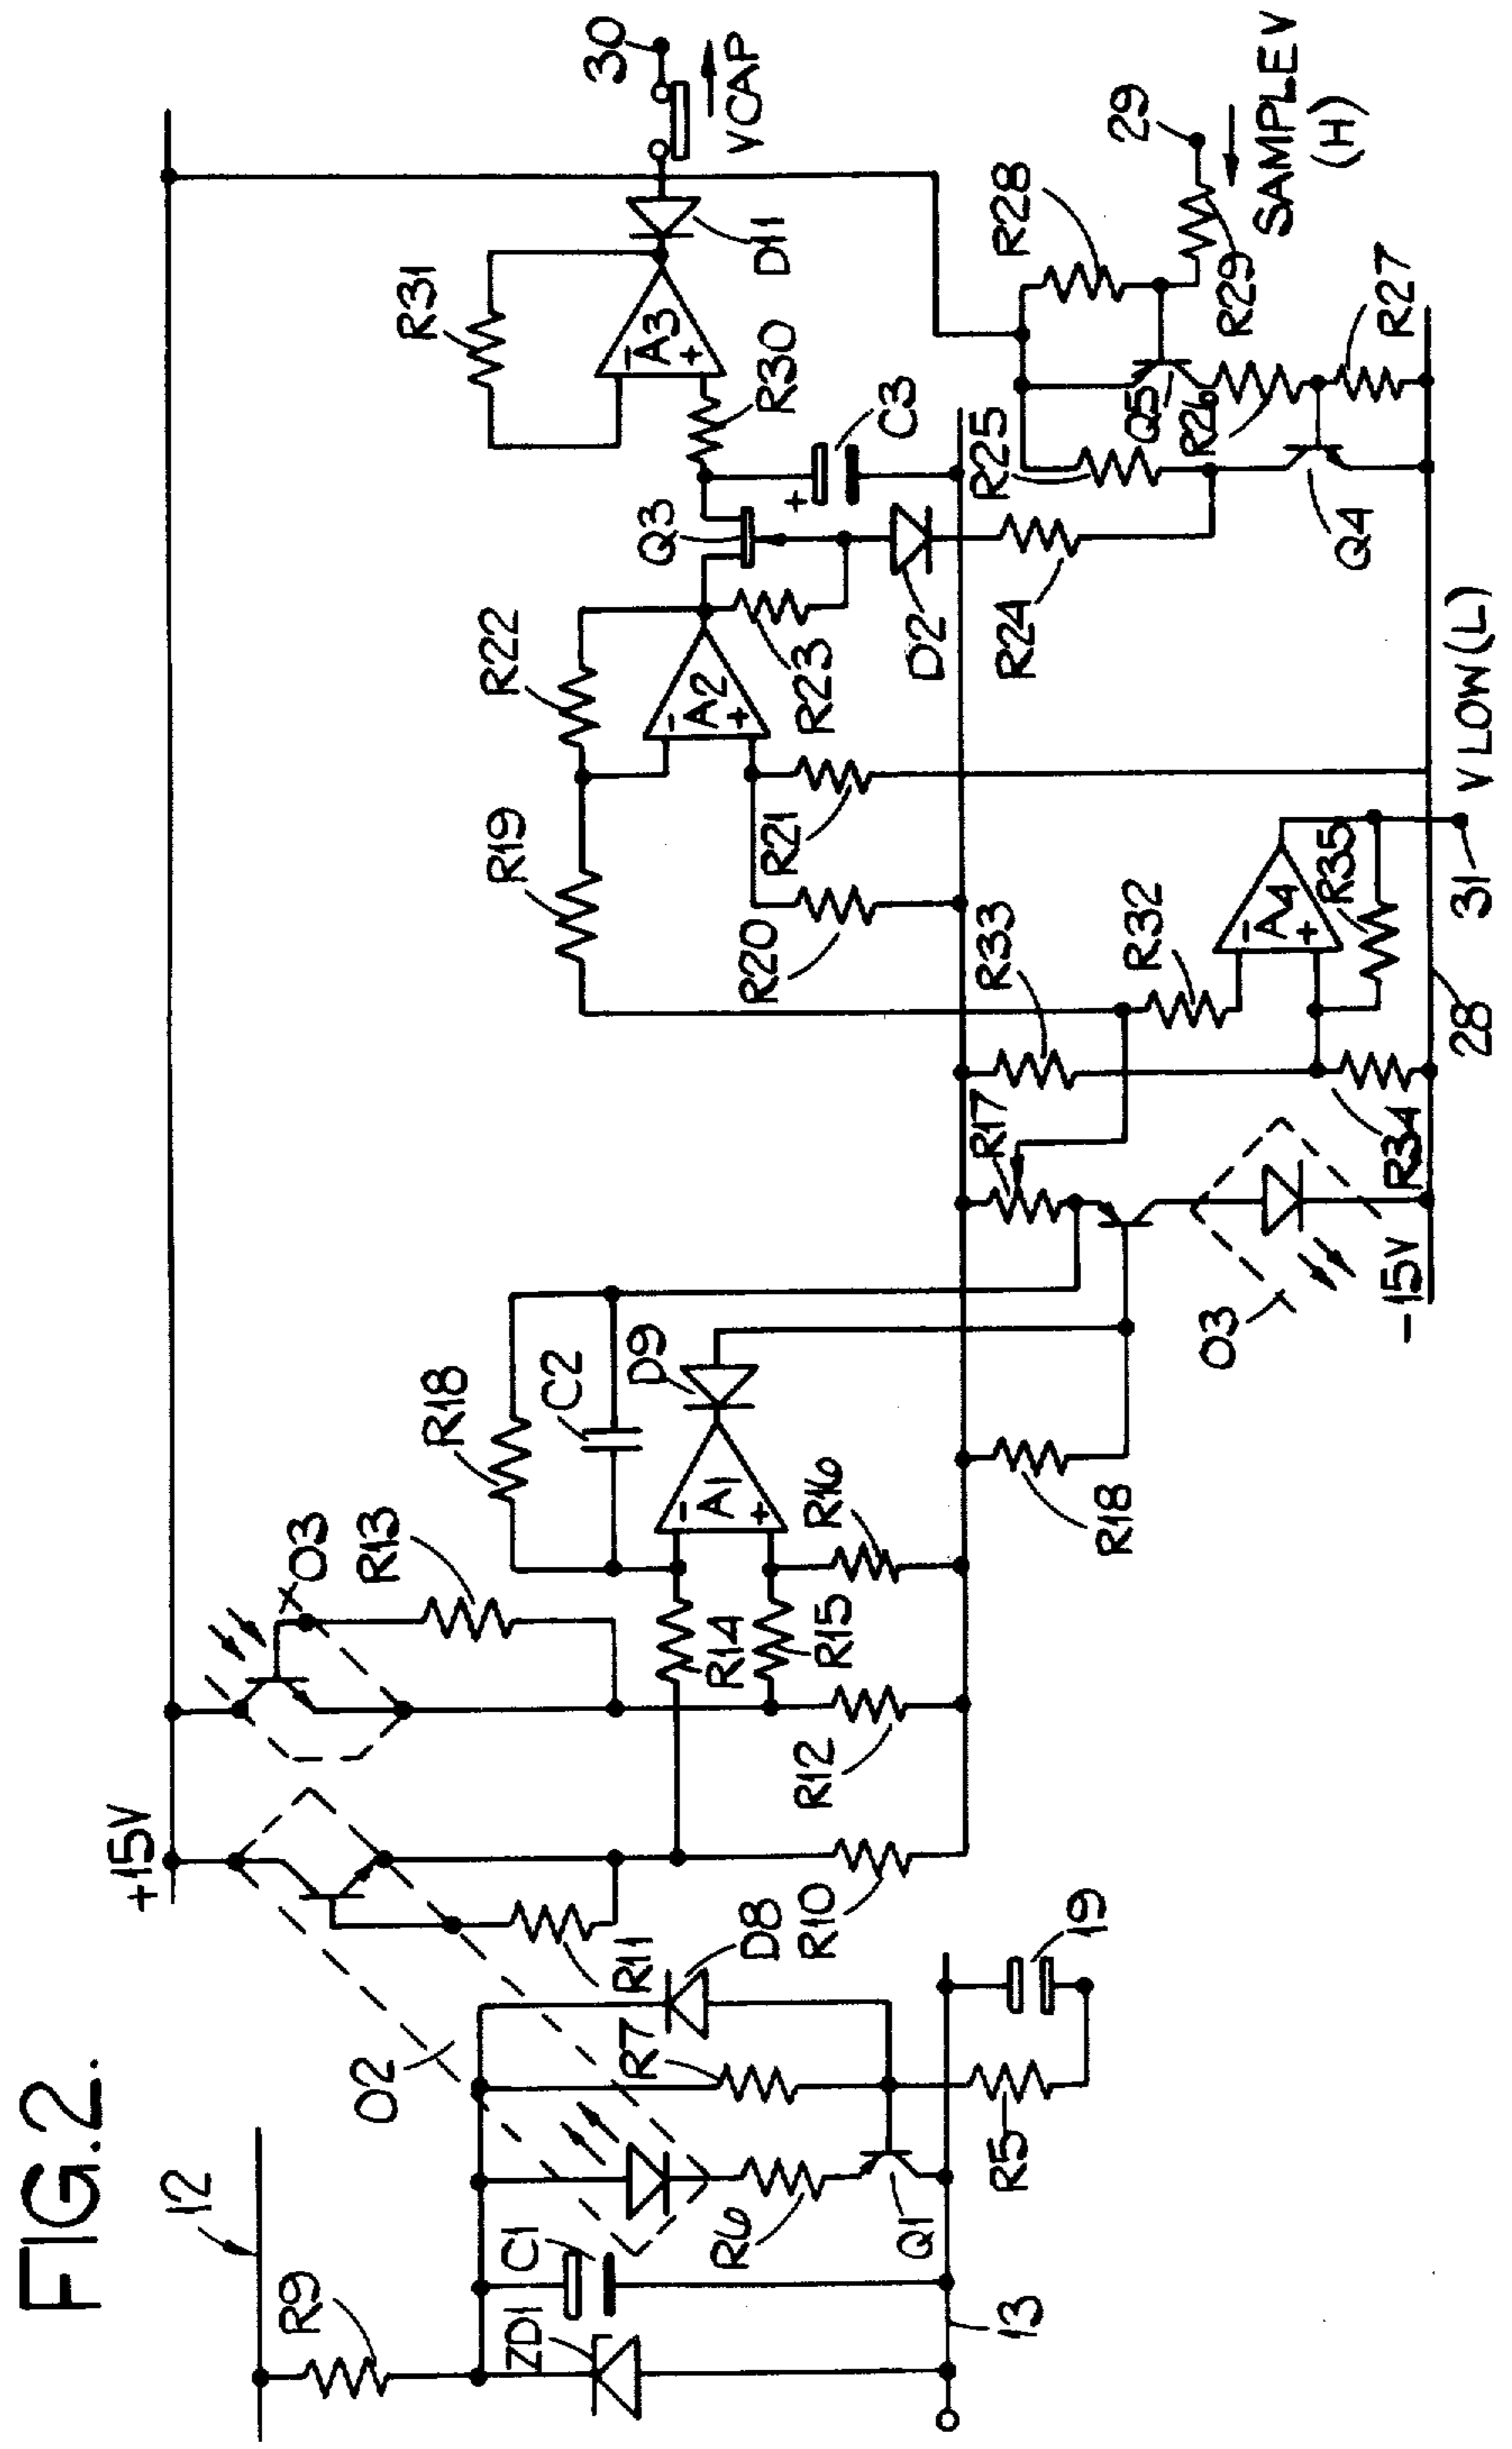 FIG.2.
12
R9
ZD1
C1
O2
R6
Q1
13
R7
R5
D8
19
R11
R10
+15V
O3
R13
R12
R14
R15
R16
R18
C2
D9
− A1 +
R18
O3
−15V
R17
R33
R34
R32
− A4 +
R35
28
31
V LOW(L)
R19
R20
R21
R22
− A2 +
R23
Q3
D2
R24
+
C3
R30
R31
− A3 +
D11
30
VCAP
R25
Q4
Q5
R26
R27
R28
R29
29
SAMPLE V
(H)